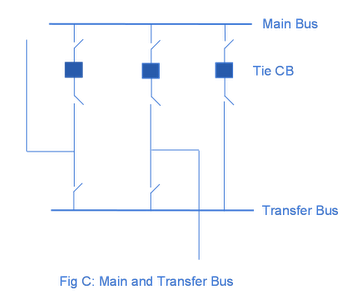 Main Bus
Tie CB
Transfer Bus
Fig C: Main and Transfer Bus